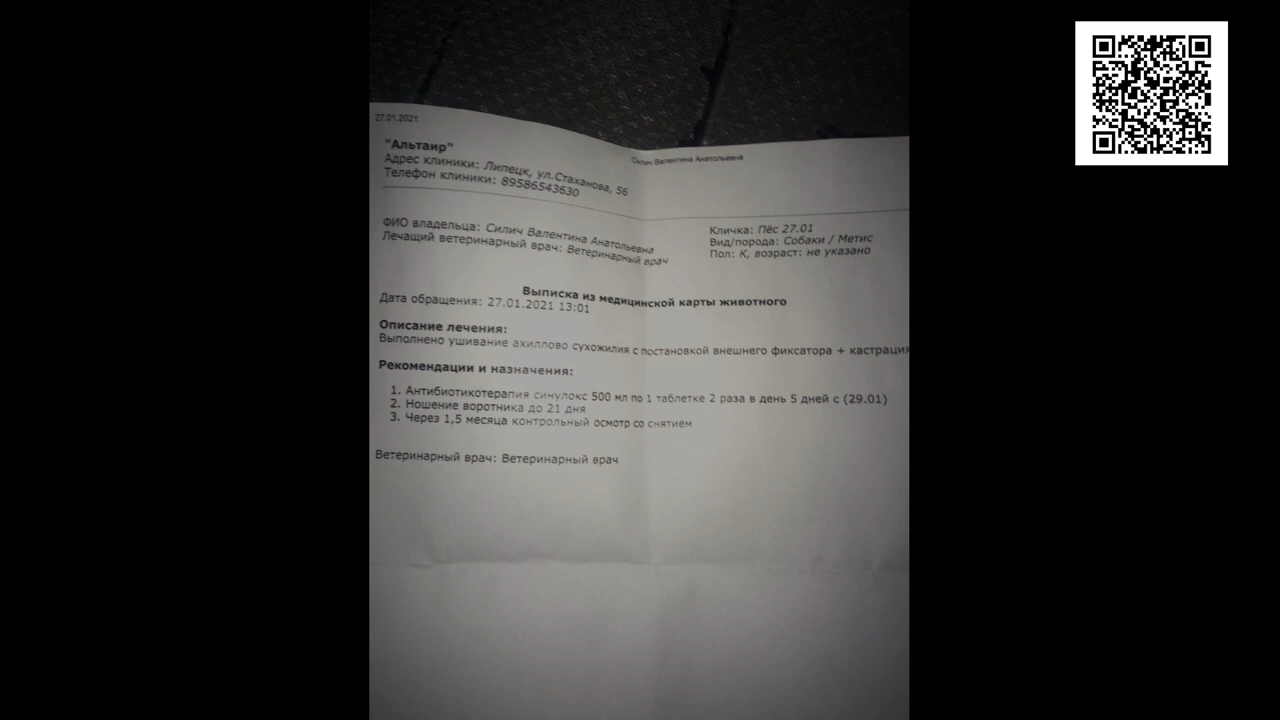 27.01.2021
Силич Валентина Анатольевна
"Альтаир"
Адрес клиники: Липецк, ул.Стаханова, 56
Телефон клиники: 89586543630
ФИО владельца: Силич Валентина Анатольевна
Лечащий ветеринарный врач: Ветеринарный врач
Кличка: Пёс 27.01
Вид/порода: Собаки / Метис
Пол: К, возраст: не указано
Выписка из медицинской карты животного
Дата обращения: 27.01.2021 13:01
Описание лечения:
Выполнено ушивание ахиллово сухожилия с постановкой внешнего фиксатора + кастрация
Рекомендации и назначения:
1. Антибиотикотерапия синулокс 500 мл по 1 таблетке 2 раза в день 5 дней с (29.01)
2. Ношение воротника до 21 дня
3. Через 1,5 месяца контрольный осмотр со снятием
Ветеринарный врач: Ветеринарный врач